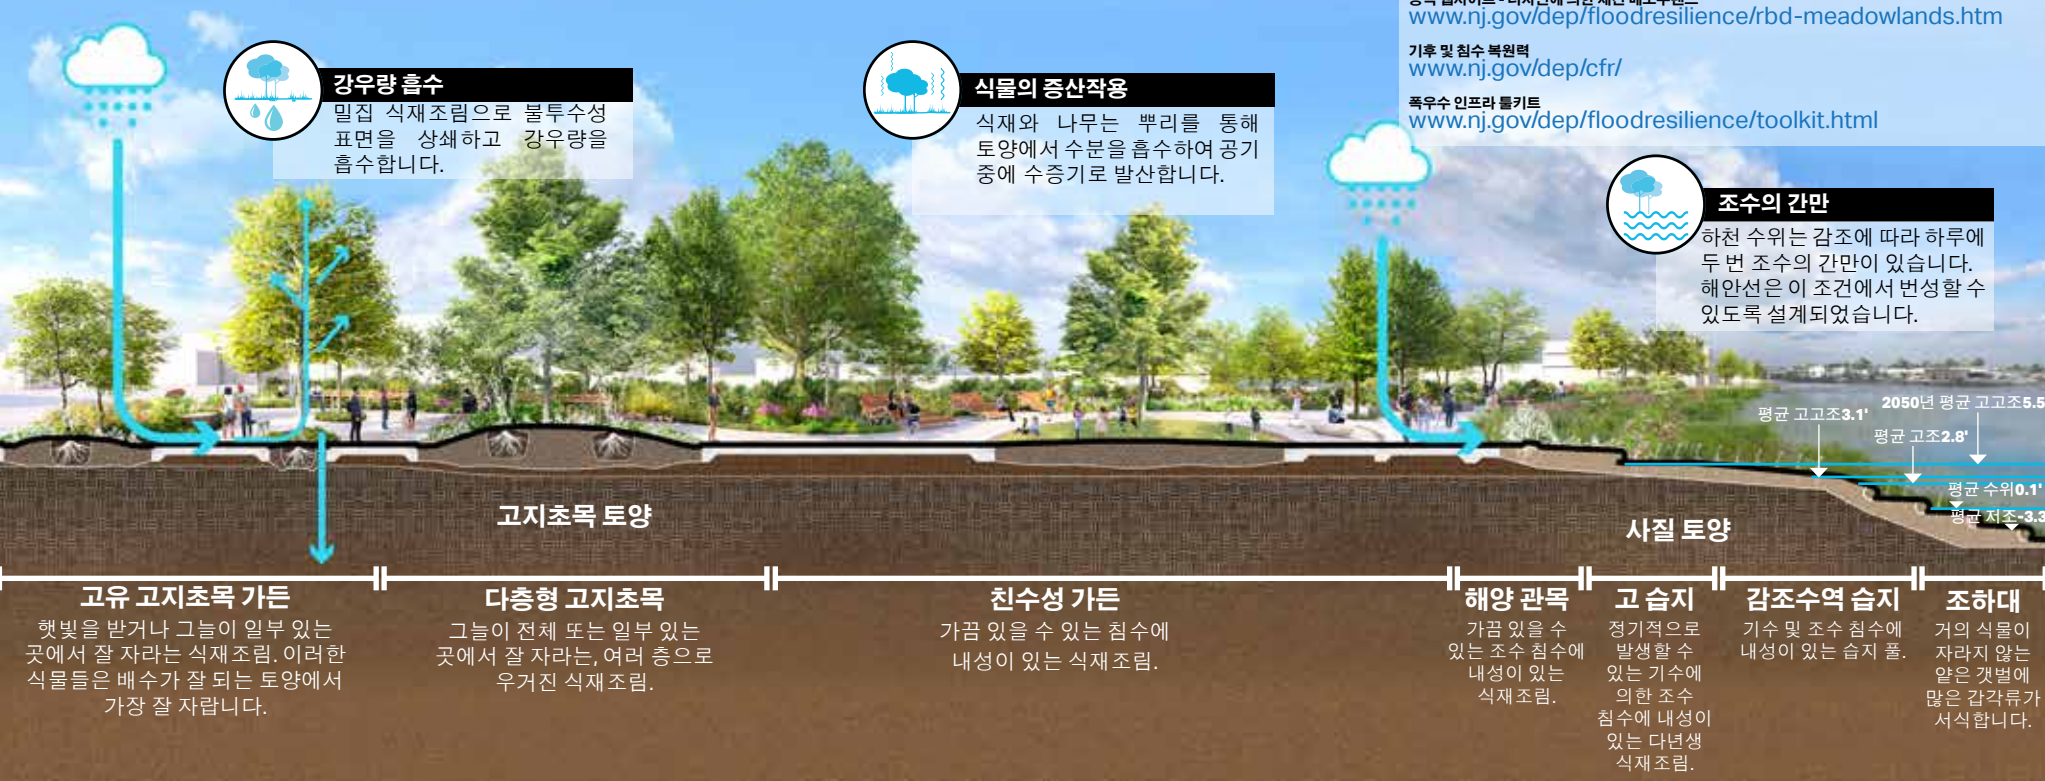 www.nj.gov/dep/floodresilience/rbd-meadowlands.htm
기후 및 침수 복원력
www.nj.gov/dep/cfr/
폭우수 인프라 툴키트
www.nj.gov/dep/floodresilience/toolkit.html
강우량 흡수
밀집 식재조림으로 불투수성
표면을 상쇄하고 강우량을
흡수합니다.
식물의 증산작용
식재와 나무는 뿌리를 통해
토양에서 수분을 흡수하여 공기
중에 수증기로 발산합니다.
조수의 간만
하천 수위는 감조에 따라 하루에
두 번 조수의 간만이 있습니다.
해안선은 이 조건에서 번성할 수
있도록 설계되었습니다.
평균 고고조3.1'
2050년 평균 고고조5.5
평균 고조2.8'
평균 수위0.1'
평균 저조-3.3
고지초목 토양
사질 토양
고유 고지초목 가든
햇빛을 받거나 그늘이 일부 있는
곳에서 잘 자라는 식재조림. 이러한
식물들은 배수가 잘 되는 토양에서
가장 잘 자랍니다.
다층형 고지초목
그늘이 전체 또는 일부 있는
곳에서 잘 자라는, 여러 층으로
우거진 식재조림.
친수성 가든
가끔 있을 수 있는 침수에
내성이 있는 식재조림.
해양 관목
가끔 있을 수
있는 조수 침수에
내성이 있는
식재조림.
고 습지
정기적으로
발생할 수
있는 기수에
의한 조수
침수에 내성이
있는 다년생
식재조림.
감조수역 습지
기수 및 조수 침수에
내성이 있는 습지 풀.
조하대
거의 식물이
자라지 않는
얕은 갯벌에
많은 갑각류가
서식합니다.